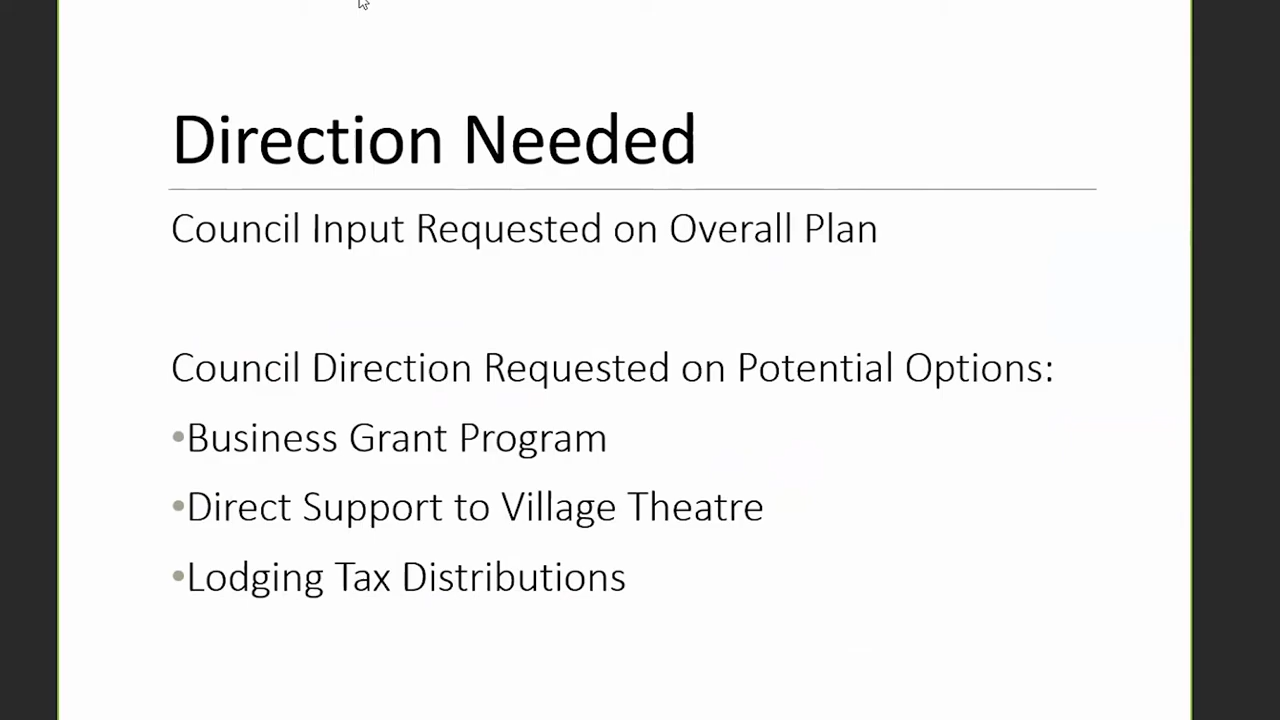 Direction Needed
Council Input Requested on Overall Plan
Council Direction Requested on Potential Options:
•Business Grant Program
•Direct Support to Village Theatre
•Lodging Tax Distributions